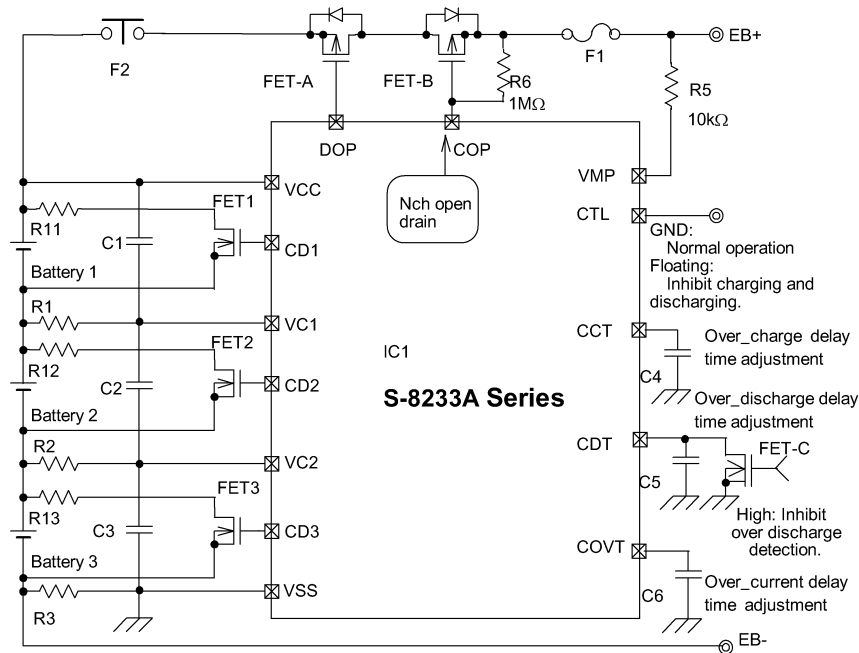 EB+
F2
F1
FET-A
FET-B
R6
1MΩ
R5
10kΩ
DOP
COP
VMP
VCC
FET1
Nch open
drain
CTL
GND:
Normal operation
Floating:
Inhibit charging and
discharging.
R11
C1
CD1
Battery 1
R1
VC1
CCT
Over_charge delay
time adjustment
FET2
IC1
R12
C2
CD2
C4
S-8233A Series
Over_discharge delay
time adjustment
Battery 2
R2
VC2
CDT
FET-C
FET3
C5
R13
C3
CD3
High: Inhibit
over discharge
detection.
COVT
Battery 3
VSS
R3
C6
Over_current delay
time adjustment
EB-